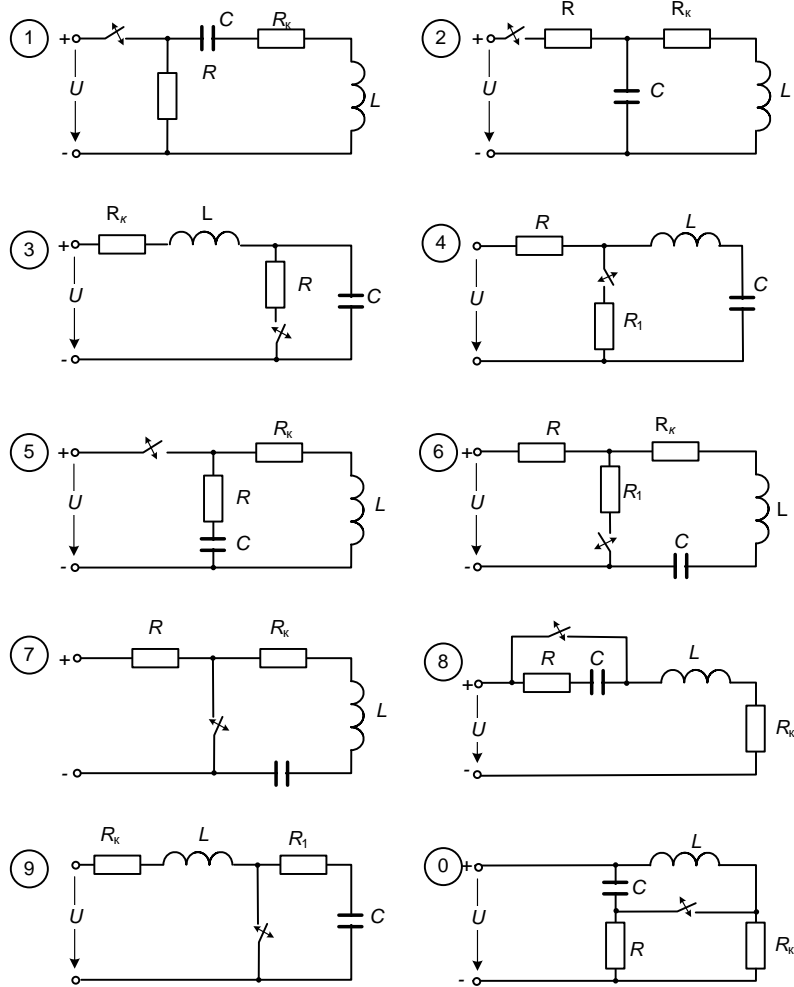 1 + C Rк 2 + R Rк
U R L U C L
- -
3 Rк L 4 R L
+ U R C U R1 C
-
5 + Rк 6 + R Rк
U R C L U R1 C L
- -
7 R Rк 8 R C L
+ L + U Rк
- -
9 Rк L R1 0 + L
U C U C R Rк
-